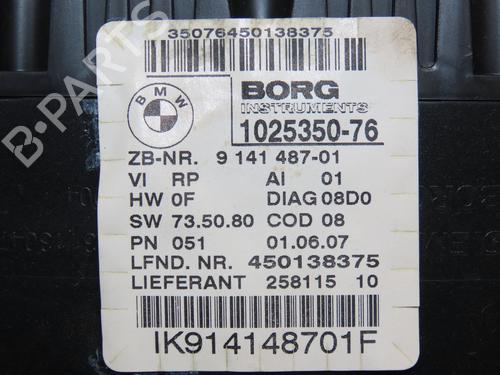 35076450138375
BMW
BORG
INSTRUMENTS
1025350-76
ZB-NR. 9 141 487-01
VI RP AI 01
HW 0F DIAG 08D0
SW 73.50.80 COD 08
PN 051 01.06.07
LFND. NR. 450138375
LIEFERANT 258115 10
IK914148701F